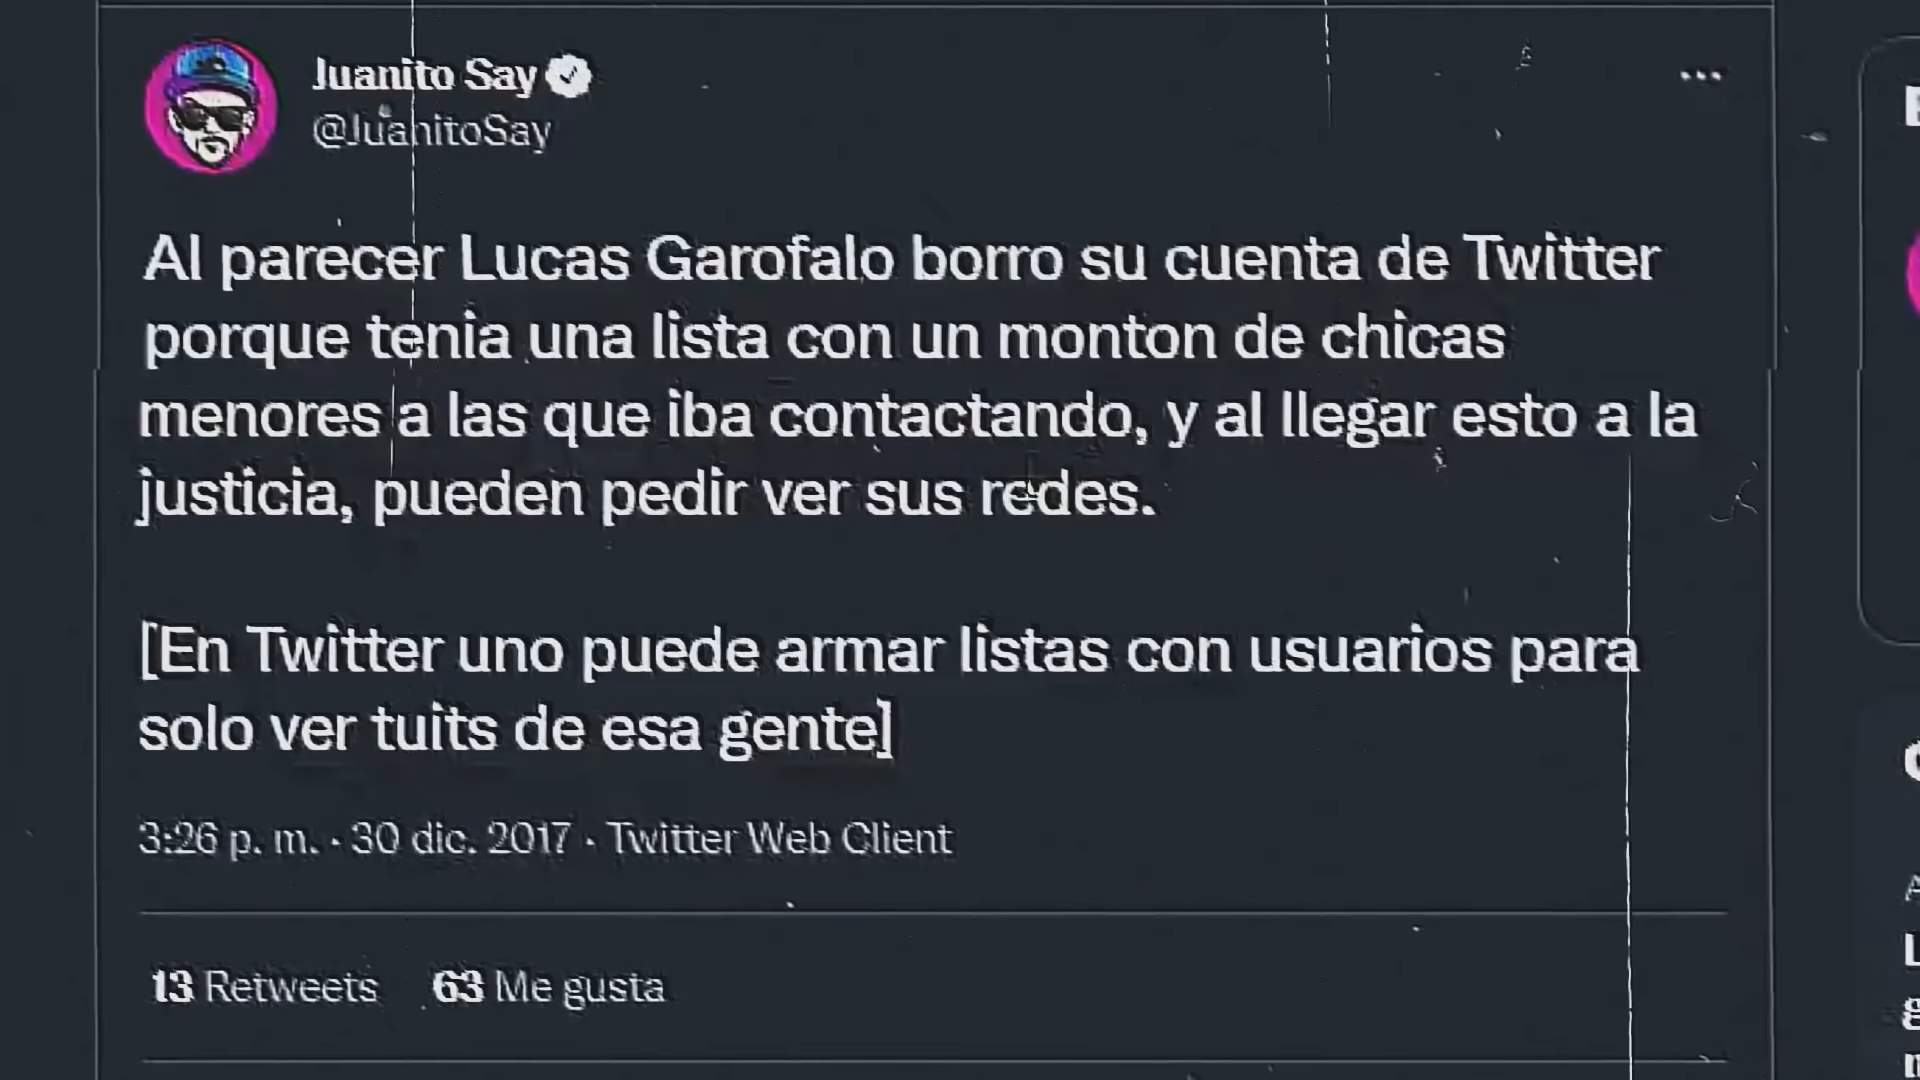 Juanito Say
@JuanitoSay
Al parecer Lucas Garofalo borro su cuenta de Twitter
porque tenia una lista con un monton de chicas
menores a las que iba contactando, y al llegar esto a la
justicia, pueden pedir ver sus redes.
[En Twitter uno puede armar listas con usuarios para
solo ver tuits de esa gente]
3:26 p. m. · 30 dic. 2017 · Twitter Web Client
13 Retweets 63 Me gusta